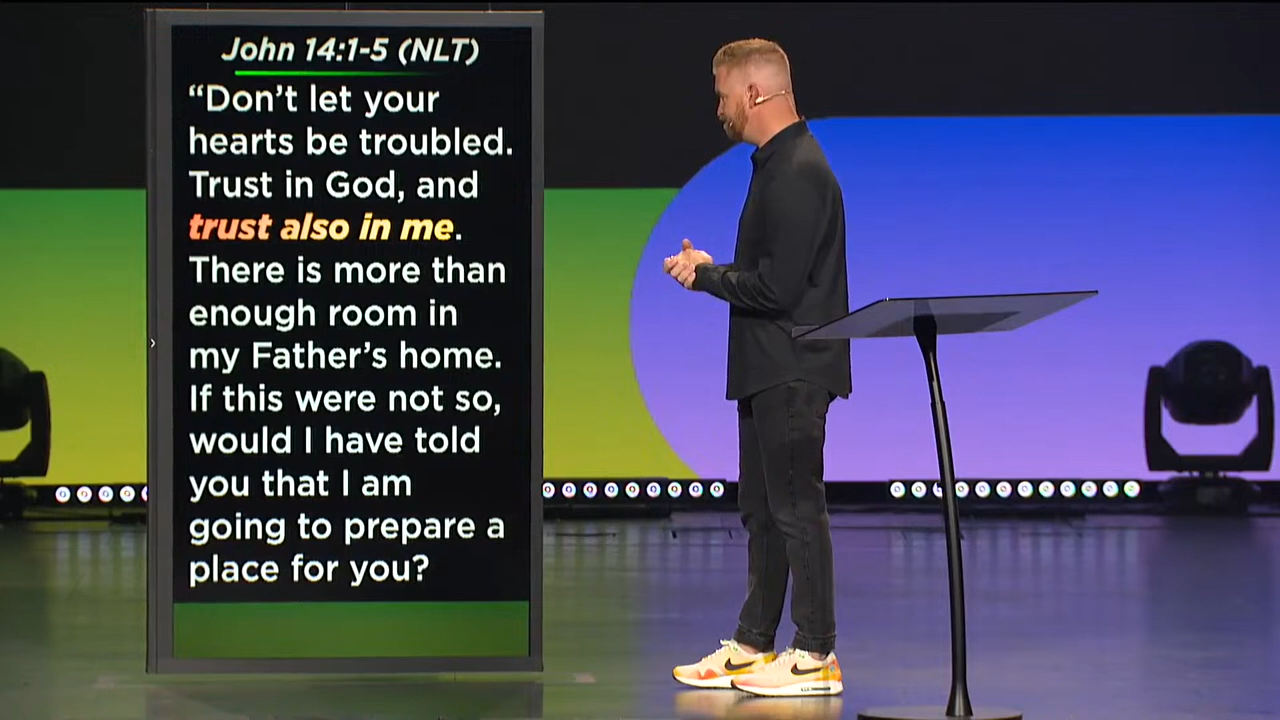 John 14:1-5 (NLT)
“Don’t let your
hearts be troubled.
Trust in God, and
trust also in me.
There is more than
enough room in
my Father’s home.
If this were not so,
would I have told
you that I am
going to prepare a
place for you?